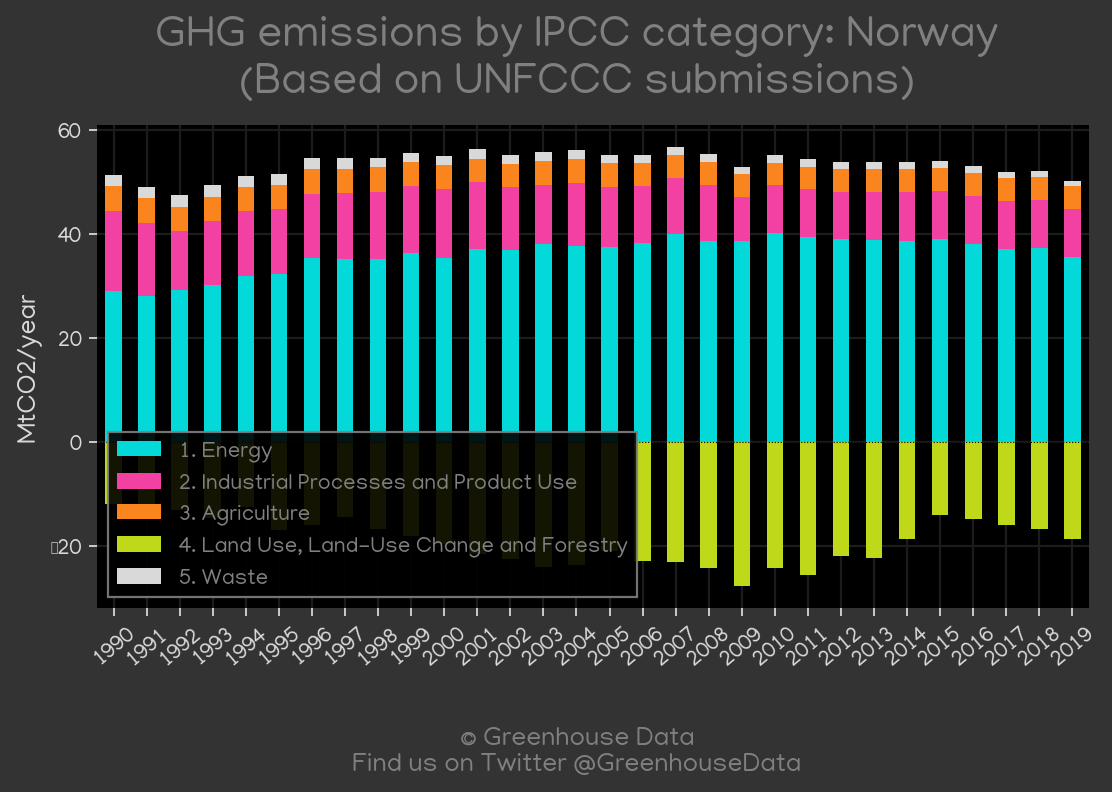 GHG emissions by IPCC category: Norway
(Based on UNFCCC submissions)
MtCO2/year
60
40
20
0
▯20
1. Energy
2. Industrial Processes and Product Use
3. Agriculture
4. Land Use, Land-Use Change and Forestry
5. Waste
1990 1991 1992 1993 1994 1995 1996 1997 1998 1999 2000 2001 2002 2003 2004 2005 2006 2007 2008 2009 2010 2011 2012 2013 2014 2015 2016 2017 2018 2019
© Greenhouse Data
Find us on Twitter @GreenhouseData